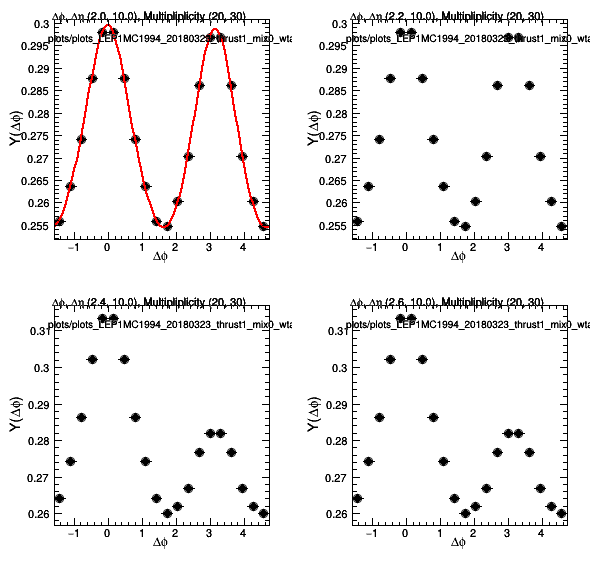 Δφ, Δη (2.0, 10.0), Multipliplicity (20, 30)
plots/plots_LEP1MC1994_20180323_thrust1_mix0_wta
0.3
0.295
0.29
0.285
0.28
0.275
0.27
0.265
0.26
0.255
Y(Δφ)
−1 0 1 2 3 4
Δφ
Δφ, Δη (2.2, 10.0), Multipliplicity (20, 30)
plots/plots_LEP1MC1994_20180323_thrust1_mix0_wta
0.3
0.295
0.29
0.285
0.28
0.275
0.27
0.265
0.26
0.255
Y(Δφ)
−1 0 1 2 3 4
Δφ
Δφ, Δη (2.4, 10.0), Multipliplicity (20, 30)
plots/plots_LEP1MC1994_20180323_thrust1_mix0_wta
0.31
0.3
0.29
0.28
0.27
0.26
Y(Δφ)
−1 0 1 2 3 4
Δφ
Δφ, Δη (2.6, 10.0), Multipliplicity (20, 30)
plots/plots_LEP1MC1994_20180323_thrust1_mix0_wta
0.31
0.3
0.29
0.28
0.27
0.26
Y(Δφ)
−1 0 1 2 3 4
Δφ